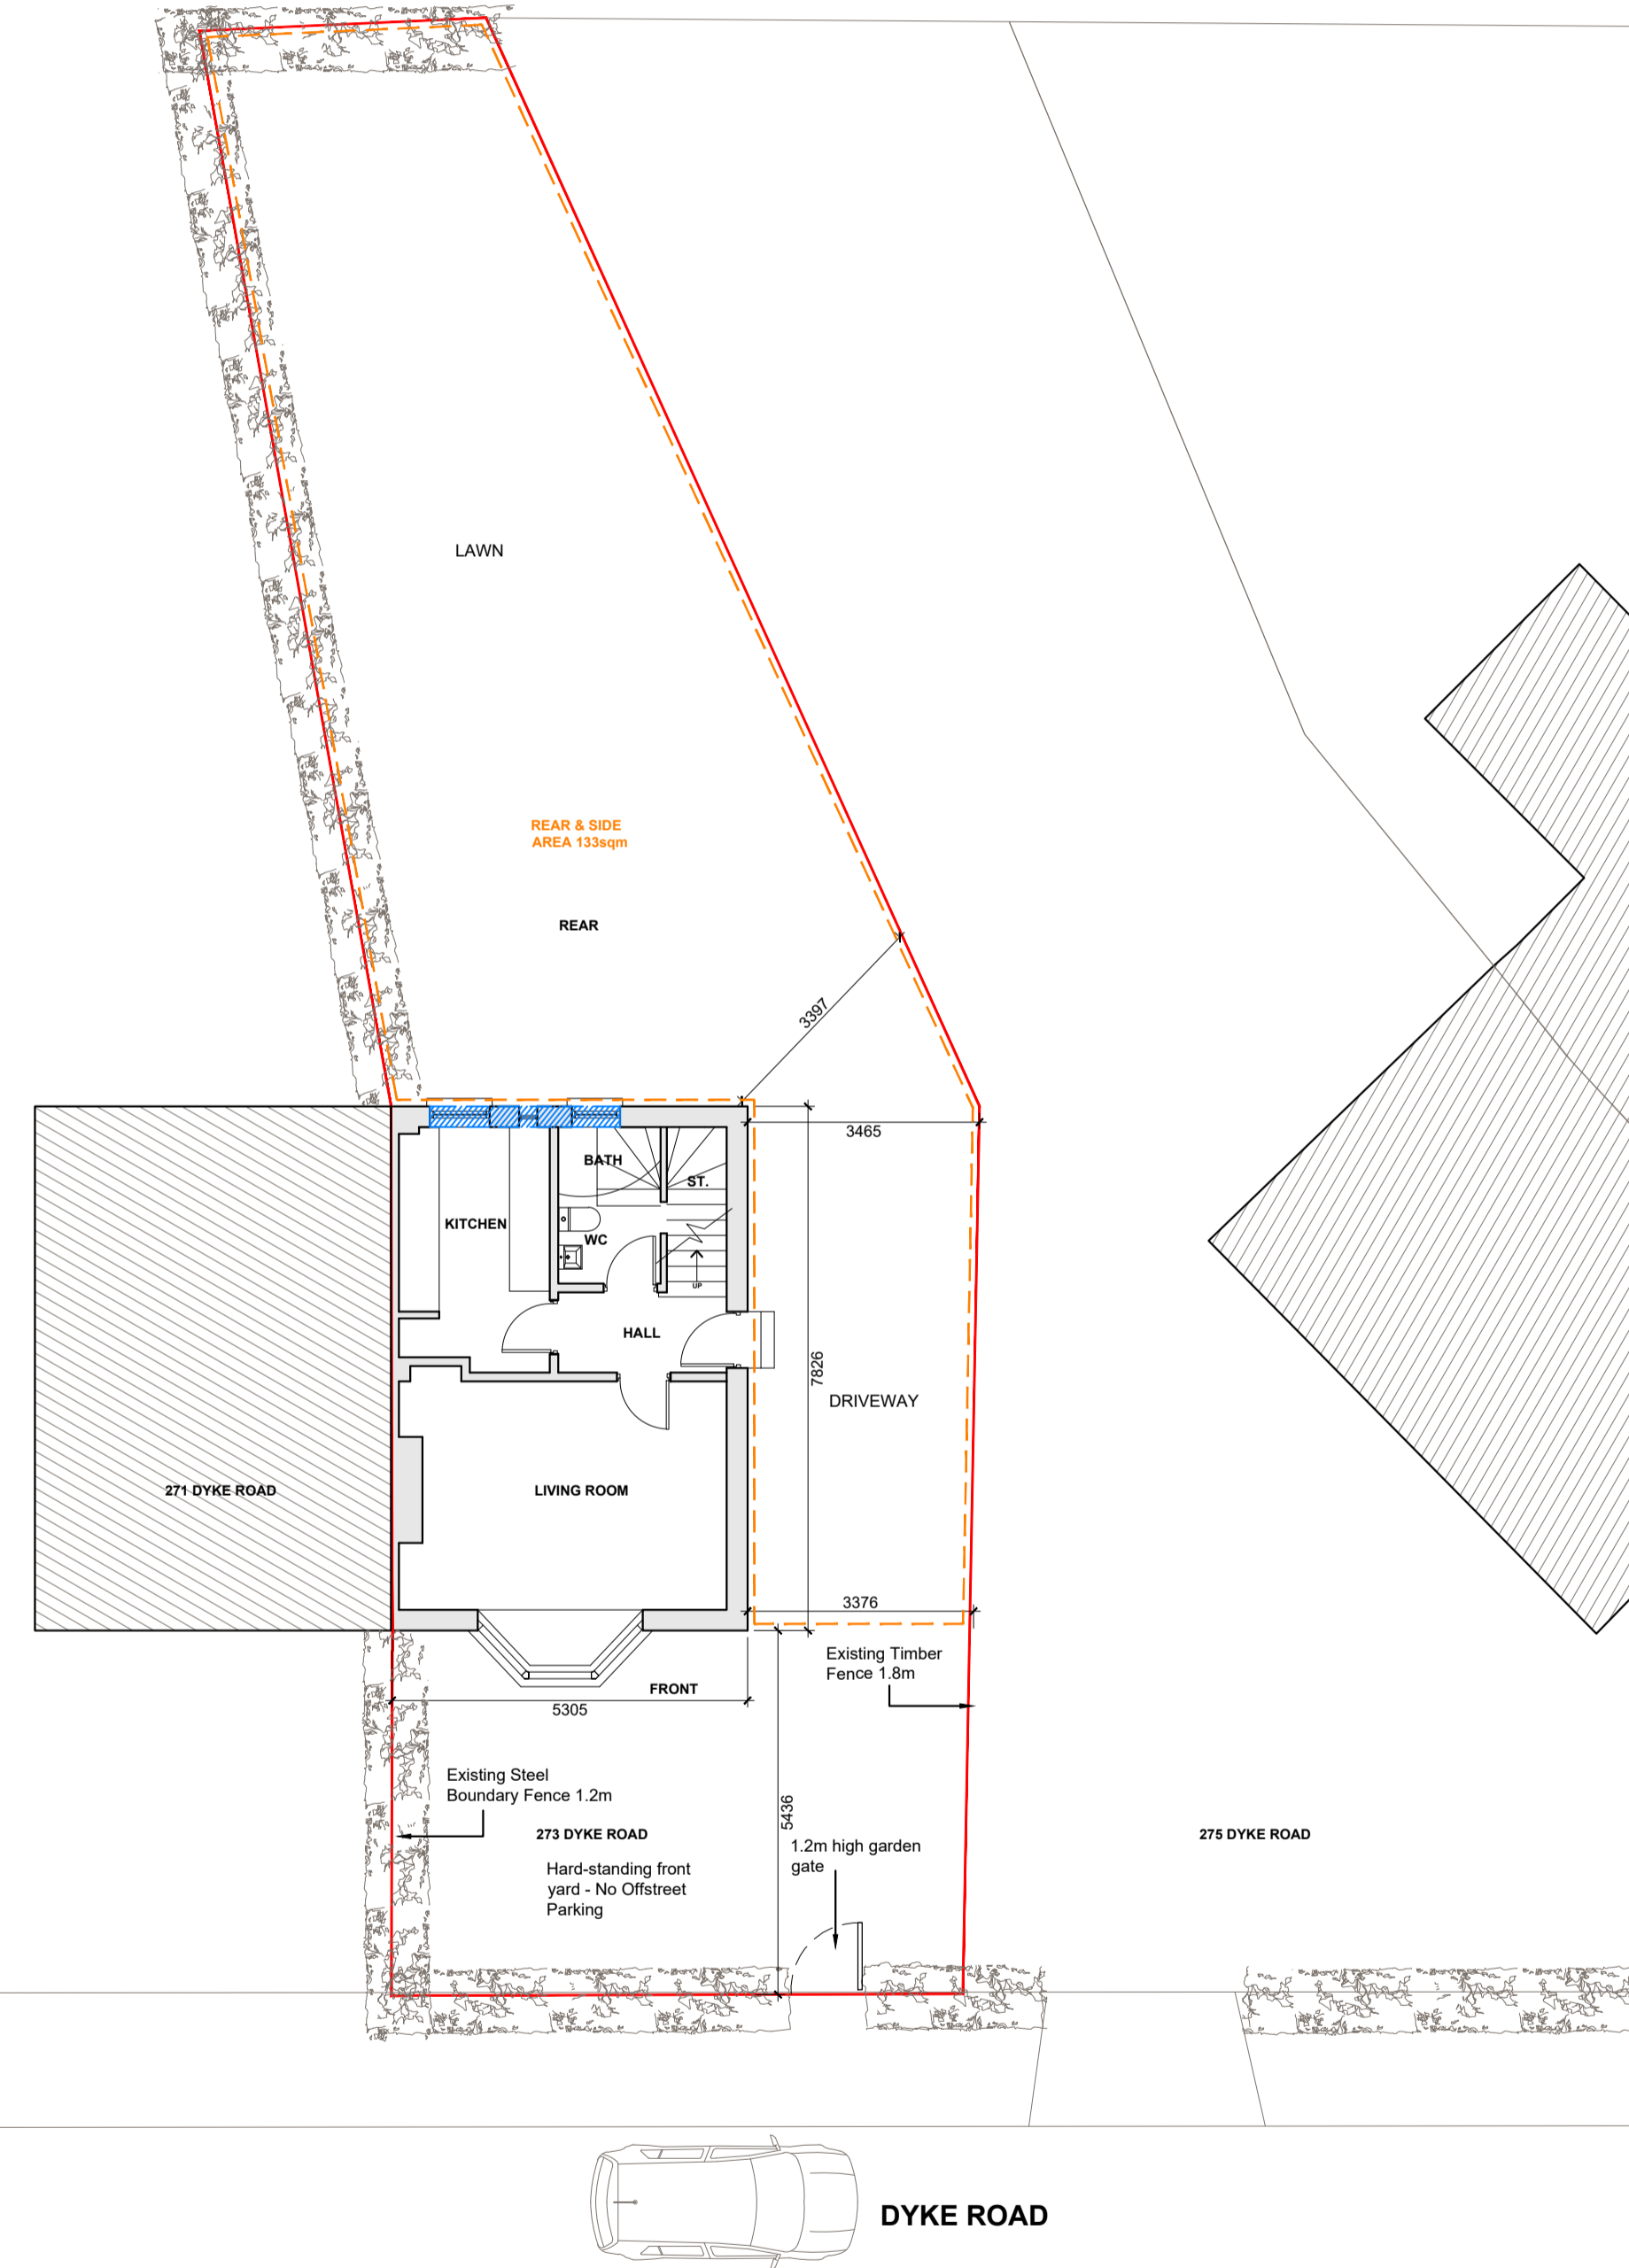 LAWN
REAR & SIDE
AREA 133sqm
REAR
3397
3465
BATH
ST.
KITCHEN
WC
UP
HALL
7826
DRIVEWAY
271 DYKE ROAD
LIVING ROOM
3376
Existing Timber
Fence 1.8m
FRONT
5305
Existing Steel
Boundary Fence 1.2m
5436
273 DYKE ROAD
275 DYKE ROAD
1.2m high garden
gate
Hard-standing front
yard - No Offstreet
Parking
DYKE ROAD